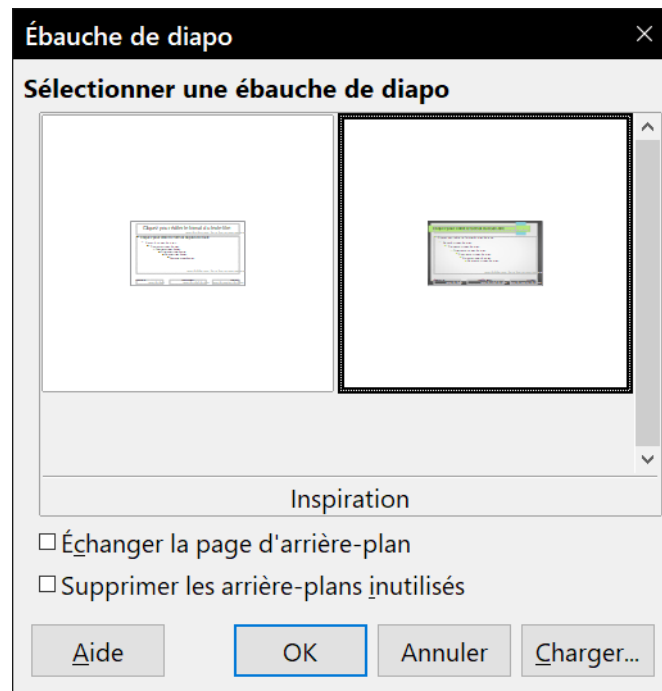 Ébauche de diapo
Sélectionner une ébauche de diapo
Inspiration
Échanger la page d'arrière-plan
Supprimer les arrière-plans inutilisés
Aide
OK
Annuler
Charger...